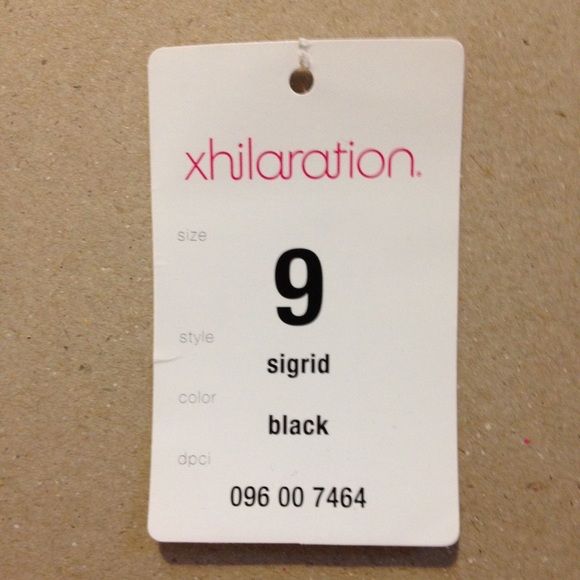 xhilaration.
size
9
style
sigrid
color
black
dpci
096 00 7464